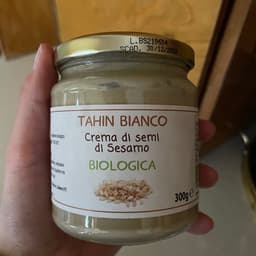 TAHIN BIANCO
Crema di semi
di Sesamo
BIOLOGICA
300g e